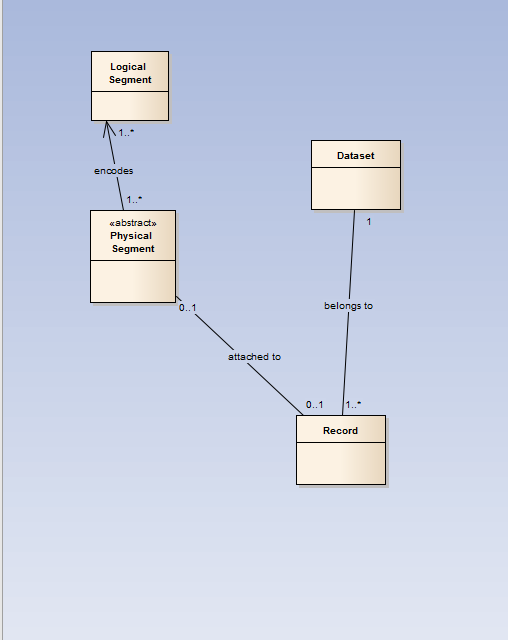 Logical
Segment
1..*
encodes
1..*
«abstract»
Physical
Segment
0..1
attached to
Dataset
1
belongs to
0..1
1..*
Record